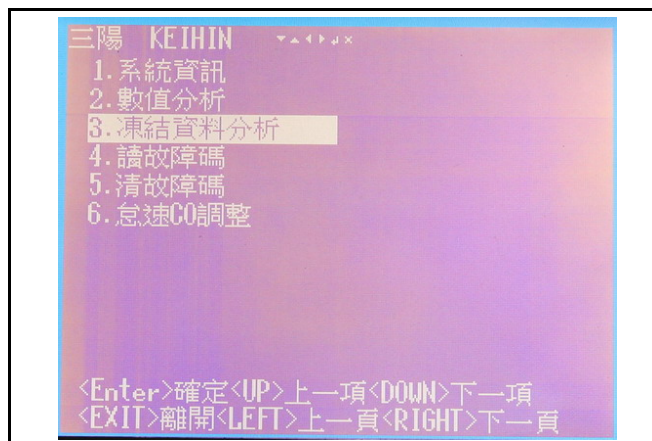 三陽 KEIHIN ▼▲◀▶↲×
1.系統資訊
2.數值分析
3.凍結資料分析
4.讀故障碼
5.清故障碼
6.怠速CO調整
<Enter>確定<UP>上一項<DOWN>下一項
<EXIT>離開<LEFT>上一頁<RIGHT>下一頁